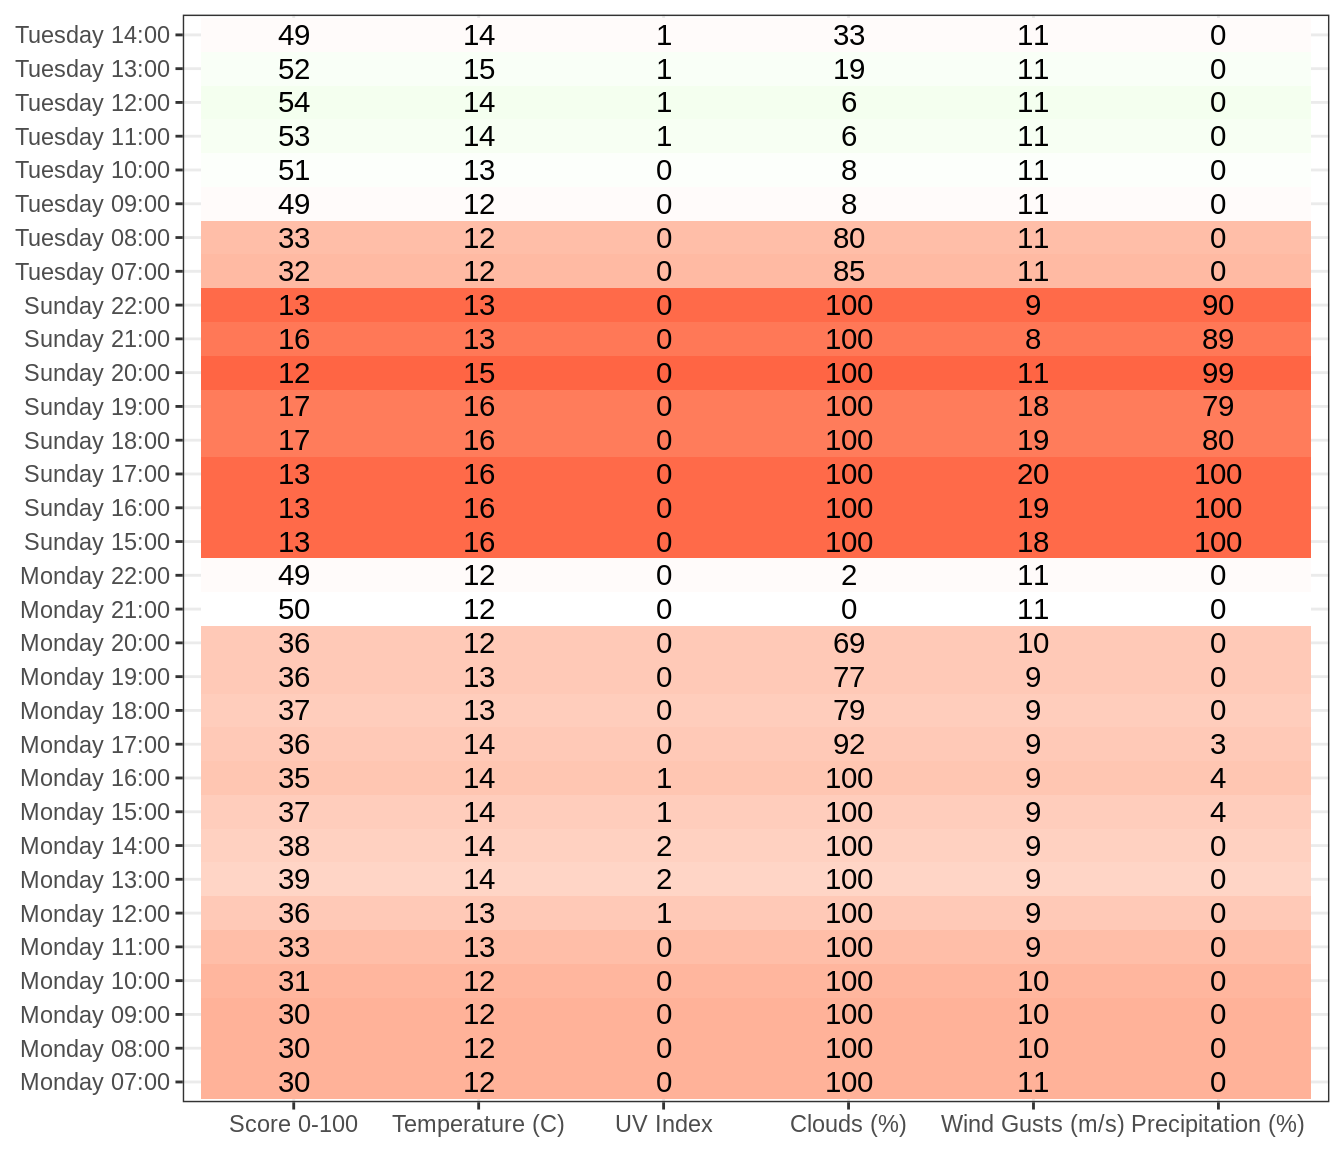 Tuesday 14:00 49 14 1 33 11 0
Tuesday 13:00 52 15 1 19 11 0
Tuesday 12:00 54 14 1 6 11 0
Tuesday 11:00 53 14 1 6 11 0
Tuesday 10:00 51 13 0 8 11 0
Tuesday 09:00 49 12 0 8 11 0
Tuesday 08:00 33 12 0 80 11 0
Tuesday 07:00 32 12 0 85 11 0
Sunday 22:00 13 13 0 100 9 90
Sunday 21:00 16 13 0 100 8 89
Sunday 20:00 12 15 0 100 11 99
Sunday 19:00 17 16 0 100 18 79
Sunday 18:00 17 16 0 100 19 80
Sunday 17:00 13 16 0 100 20 100
Sunday 16:00 13 16 0 100 19 100
Sunday 15:00 13 16 0 100 18 100
Monday 22:00 49 12 0 2 11 0
Monday 21:00 50 12 0 0 11 0
Monday 20:00 36 12 0 69 10 0
Monday 19:00 36 13 0 77 9 0
Monday 18:00 37 13 0 79 9 0
Monday 17:00 36 14 0 92 9 3
Monday 16:00 35 14 1 100 9 4
Monday 15:00 37 14 1 100 9 4
Monday 14:00 38 14 2 100 9 0
Monday 13:00 39 14 2 100 9 0
Monday 12:00 36 13 1 100 9 0
Monday 11:00 33 13 0 100 9 0
Monday 10:00 31 12 0 100 10 0
Monday 09:00 30 12 0 100 10 0
Monday 08:00 30 12 0 100 10 0
Monday 07:00 30 12 0 100 11 0
Score 0-100 Temperature (C) UV Index Clouds (%) Wind Gusts (m/s) Precipitation (%)